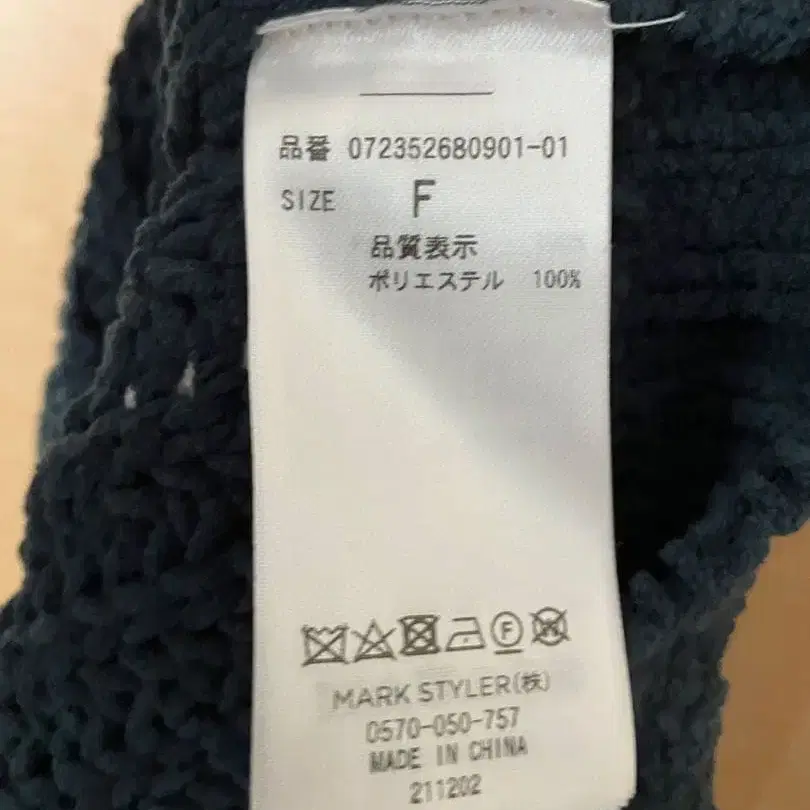 品番 072352680901-01
SIZE F
品質表示
ポリエステル 100%
F
W
MARK STYLER(株)
0570-050-757
MADE IN CHINA
211202